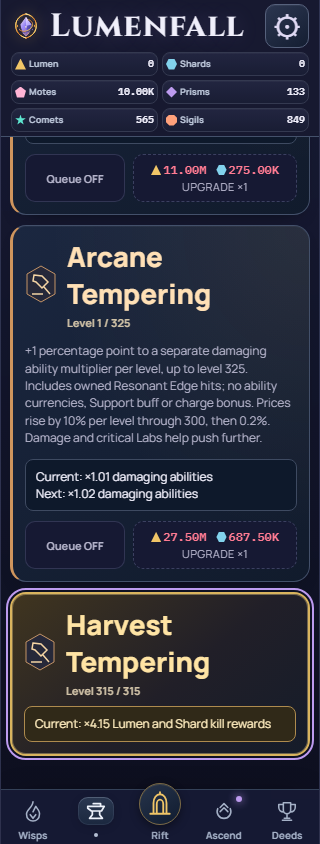 LUMENFALL
Lumen 0
Shards 0
Motes 10.00K
Prisms 133
Comets 565
Sigils 849
Queue OFF
11.00M 275.00K
UPGRADE ×1
Arcane
Tempering
Level 1 / 325
+1 percentage point to a separate damaging
ability multiplier per level, up to level 325.
Includes owned Resonant Edge hits; no ability
currencies, Support buff or charge bonus. Prices
rise by 10% per level through 300, then 0.2%.
Damage and critical Labs help push further.
Current: ×1.01 damaging abilities
Next: ×1.02 damaging abilities
Queue OFF
27.50M 687.50K
UPGRADE ×1
Harvest
Tempering
Level 315 / 315
Current: ×4.15 Lumen and Shard kill rewards
Wisps
Rift
Ascend
Deeds